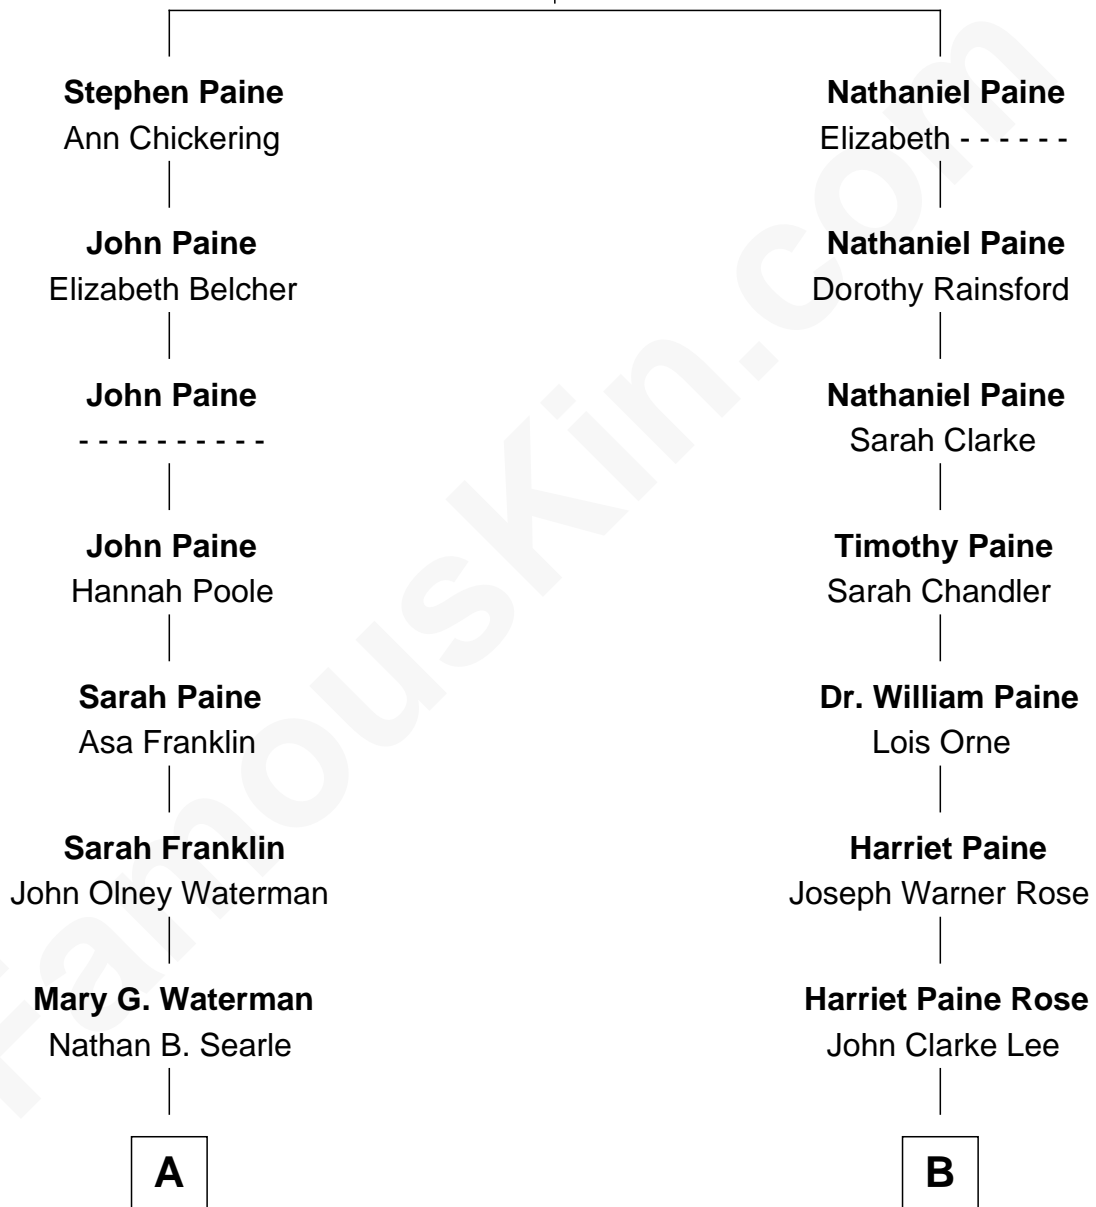 Stephen Paine
Ann Chickering
Nathaniel Paine
Elizabeth - - - - - -
John Paine
Elizabeth Belcher
Nathaniel Paine
Dorothy Rainsford
John Paine
- - - - - - - - - -
Nathaniel Paine
Sarah Clarke
John Paine
Hannah Poole
Timothy Paine
Sarah Chandler
Sarah Paine
Asa Franklin
Dr. William Paine
Lois Orne
Sarah Franklin
John Olney Waterman
Harriet Paine
Joseph Warner Rose
Mary G. Waterman
Nathan B. Searle
Harriet Paine Rose
John Clarke Lee
A
B
FamousKin.com